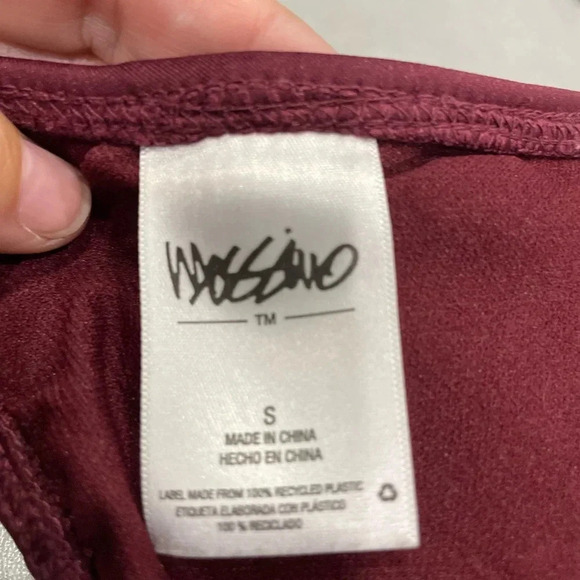 Mossimo
TM
S
MADE IN CHINA
HECHO EN CHINA
LABEL MADE FROM 100% RECYCLED PLASTIC
ETIQUETA ELABORADA CON PLÁSTICO
100 % RECICLADO